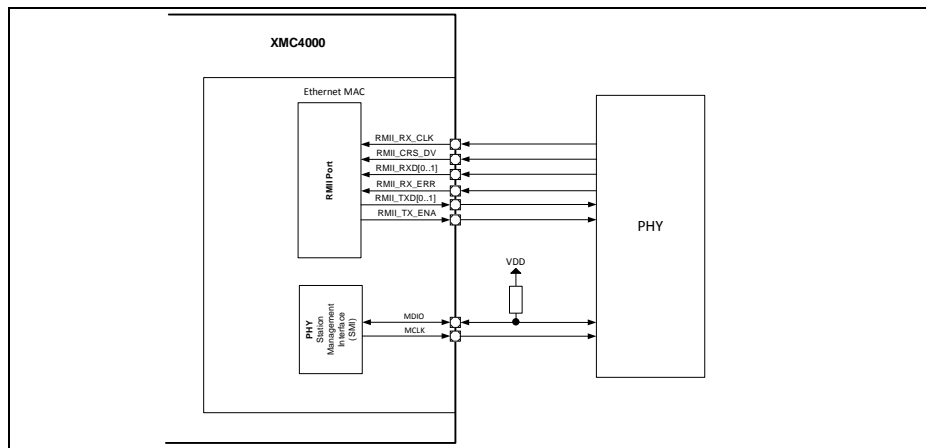 XMC4000
Ethernet MAC
RMII Port
RMII_RX_CLK
RMII_CRS_DV
RMII_RXD[0..1]
RMII_RX_ERR
RMII_TXD[0..1]
RMII_TX_ENA
PHY
VDD
PHY
Station
Management
Interface
(SMI)
MDIO
MCLK